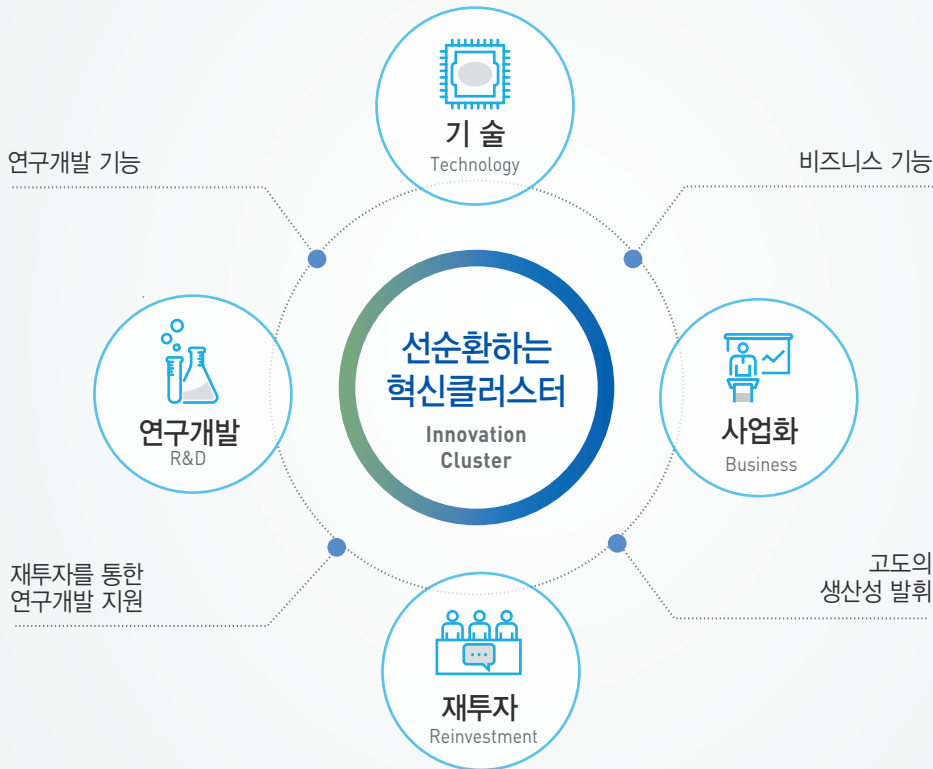 기 술
Technology
연구개발 기능
비즈니스 기능
선순환하는
혁신클러스터
Innovation
Cluster
연구개발
R&D
사업화
Business
재투자를 통한
연구개발 지원
고도의
생산성 발휘
재투자
Reinvestment